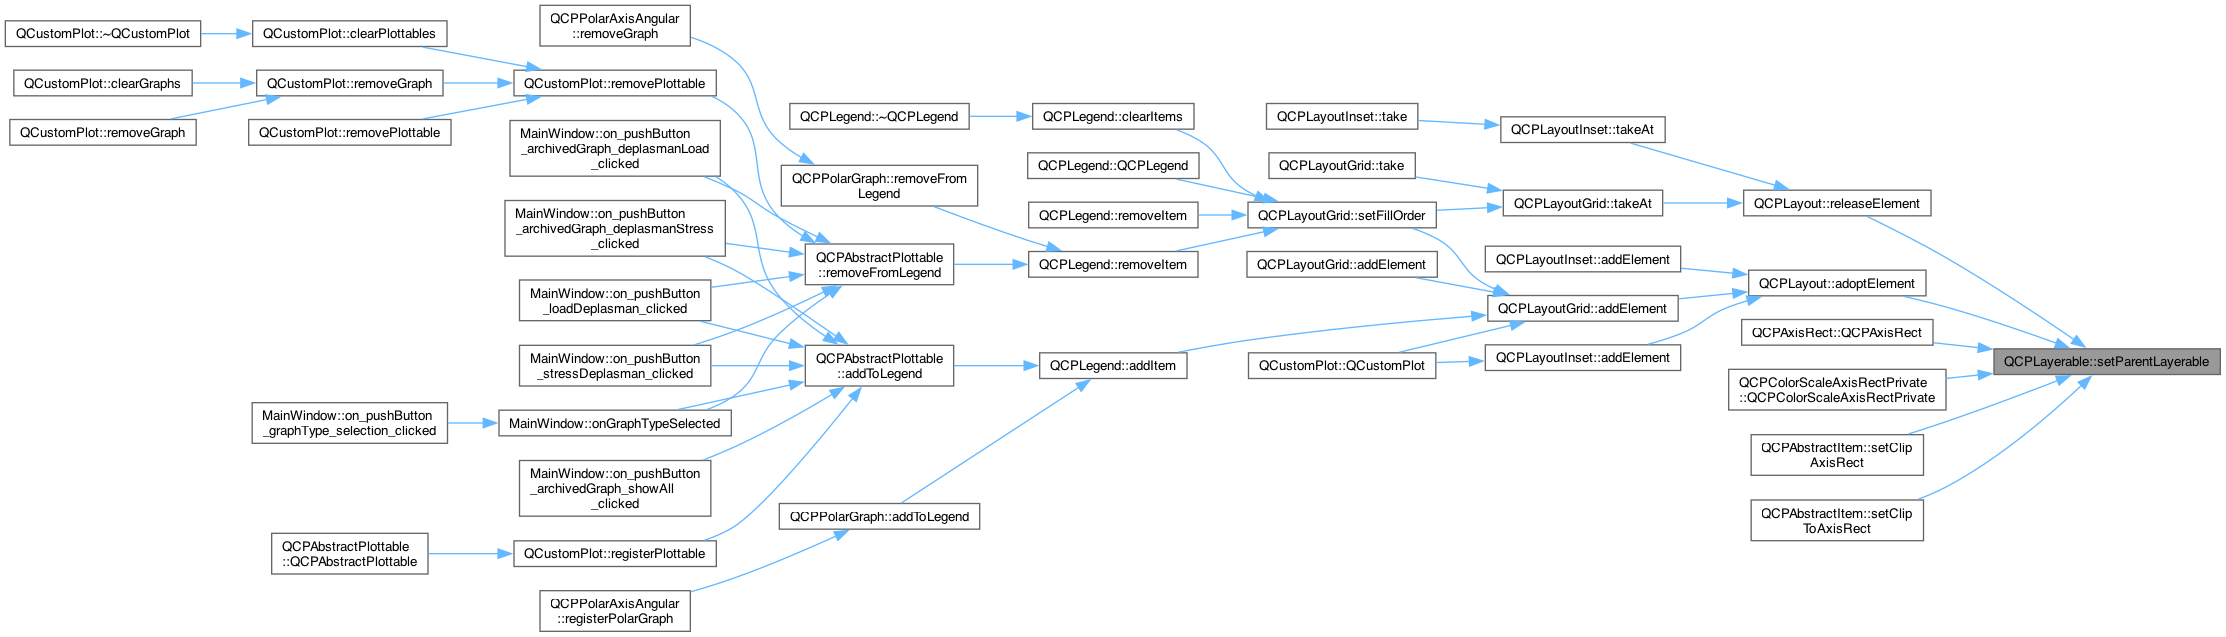 QCustomPlot::~QCustomPlot
QCustomPlot::clearPlottables
QCustomPlot::clearGraphs
QCustomPlot::removeGraph
QCustomPlot::removeGraph
QCustomPlot::removePlottable
QCPPolarAxisAngular
::removeGraph
QCustomPlot::removePlottable
MainWindow::on_pushButton
_archivedGraph_deplasmanLoad
_clicked
MainWindow::on_pushButton
_archivedGraph_deplasmanStress
_clicked
MainWindow::on_pushButton
_loadDeplasman_clicked
MainWindow::on_pushButton
_stressDeplasman_clicked
MainWindow::on_pushButton
_graphType_selection_clicked
MainWindow::onGraphTypeSelected
MainWindow::on_pushButton
_archivedGraph_showAll
_clicked
QCPAbstractPlottable
::QCPAbstractPlottable
QCustomPlot::registerPlottable
QCPPolarAxisAngular
::registerPolarGraph
QCPLegend::~QCPLegend
QCPPolarGraph::removeFrom
Legend
QCPAbstractPlottable
::removeFromLegend
QCPAbstractPlottable
::addToLegend
QCPPolarGraph::addToLegend
QCPLegend::clearItems
QCPLegend::QCPLegend
QCPLegend::removeItem
QCPLegend::removeItem
QCPLegend::addItem
QCPLayoutInset::take
QCPLayoutGrid::take
QCPLayoutGrid::setFillOrder
QCPLayoutGrid::addElement
QCustomPlot::QCustomPlot
QCPLayoutInset::takeAt
QCPLayoutGrid::takeAt
QCPLayoutInset::addElement
QCPLayoutGrid::addElement
QCPLayoutInset::addElement
QCPLayout::releaseElement
QCPLayout::adoptElement
QCPAxisRect::QCPAxisRect
QCPColorScaleAxisRectPrivate
::QCPColorScaleAxisRectPrivate
QCPAbstractItem::setClip
AxisRect
QCPAbstractItem::setClip
ToAxisRect
QCPLayerable::setParentLayerable